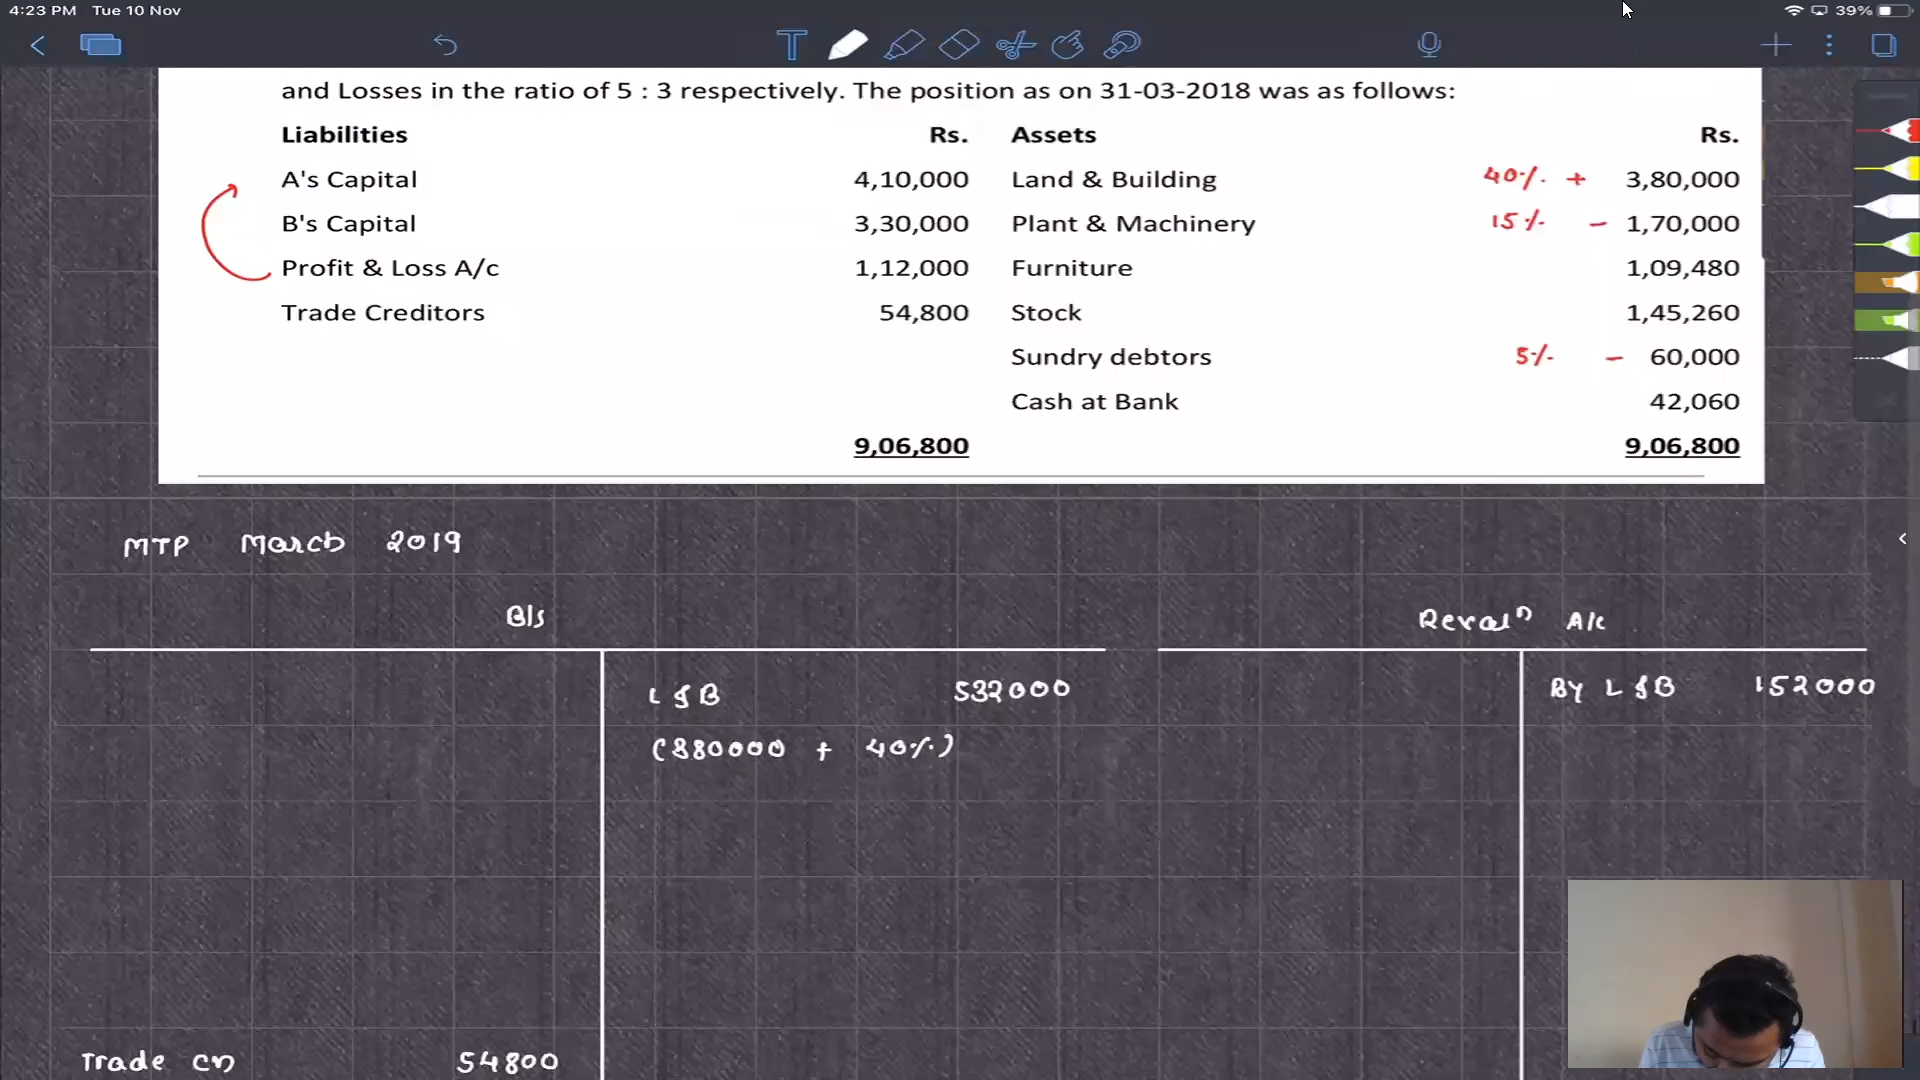 4:23 PM Tue 10 Nov 39%
and Losses in the ratio of 5 : 3 respectively. The position as on 31-03-2018 was as follows:
Liabilities Rs. Assets Rs.
A's Capital 4,10,000 Land & Building 40% + 3,80,000
B's Capital 3,30,000 Plant & Machinery 15% - 1,70,000
Profit & Loss A/c 1,12,000 Furniture 1,09,480
Trade Creditors 54,800 Stock 1,45,260
Sundry debtors 5% - 60,000
Cash at Bank 42,060
9,06,800 9,06,800
MTP March 2019
B/s Revalⁿ A/c
L & B 532000 By L & B 152000
(380000 + 40%)
Trade Crs 54800